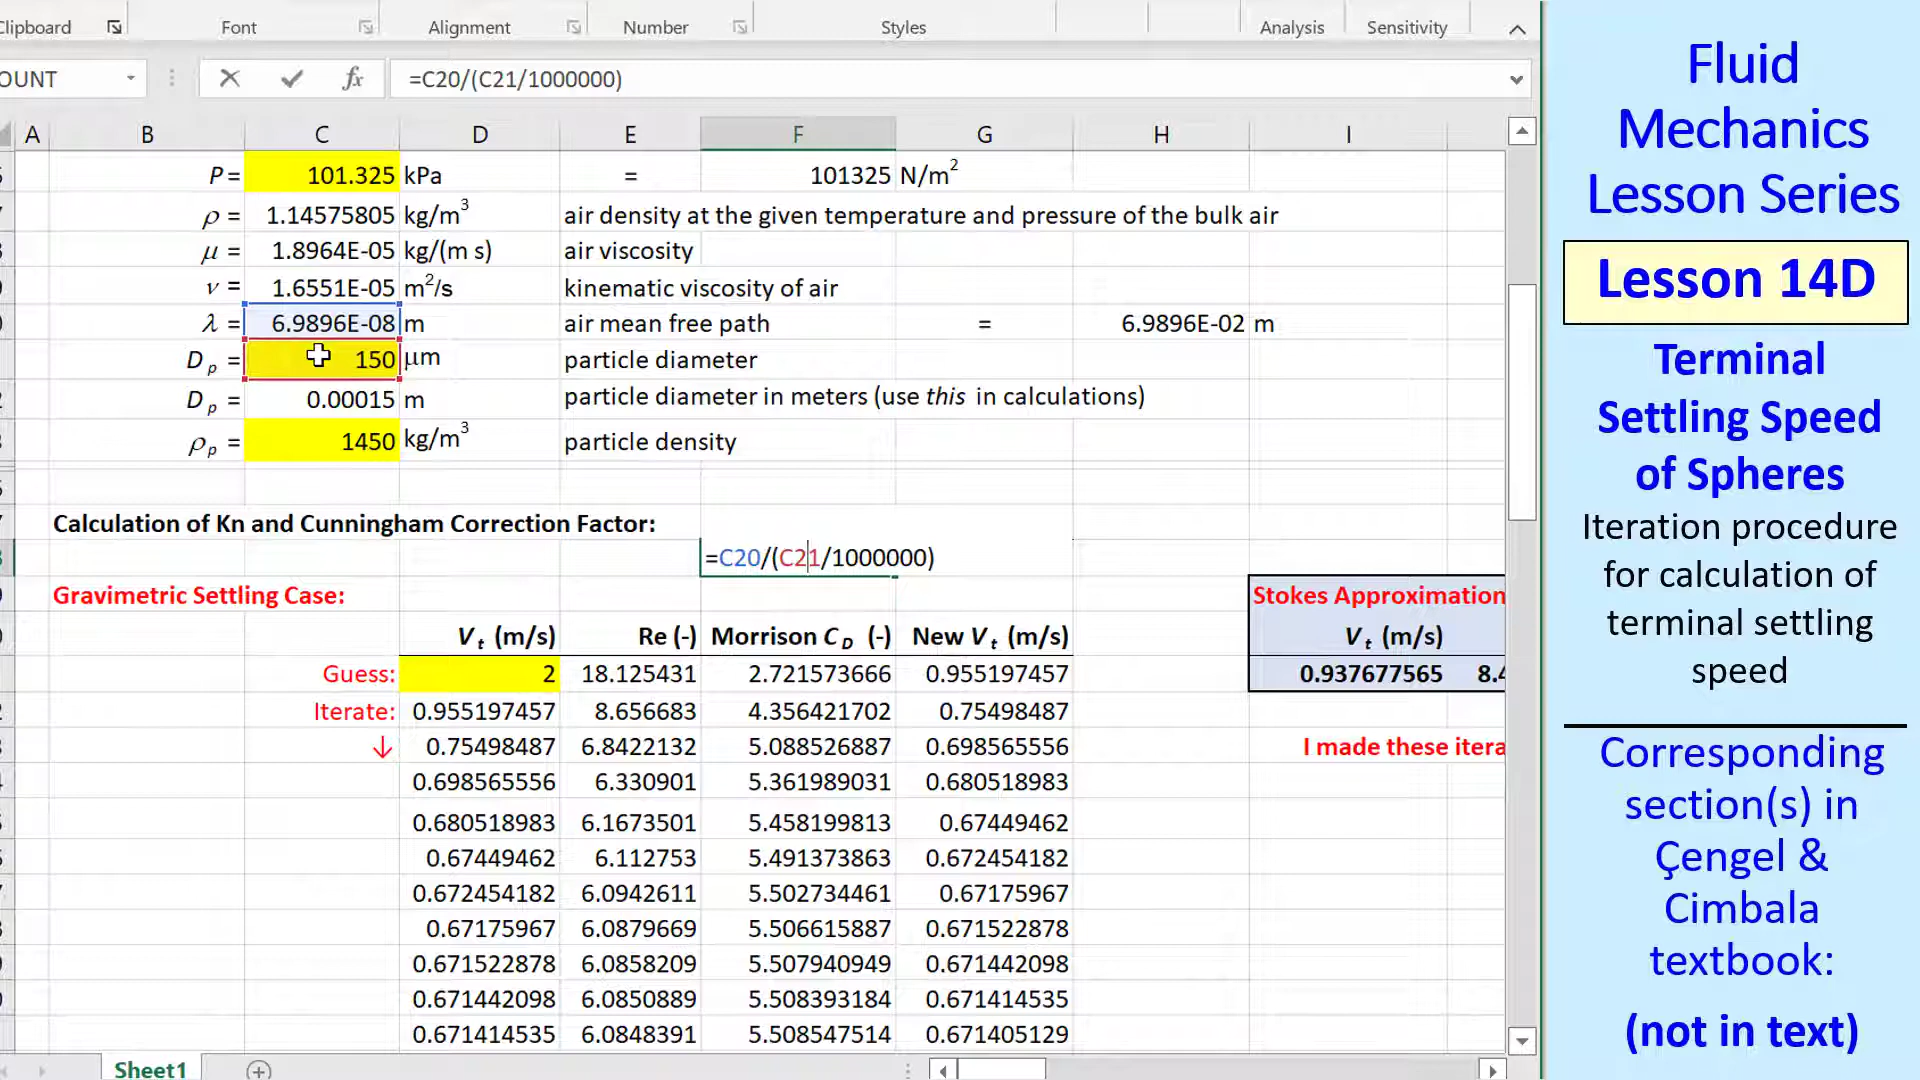 Clipboard Font Alignment Number Styles Analysis Sensitivity
OUNT fx =C20/(C21/1000000)
A B C D E F G H I
P = 101.325 kPa = 101325 N/m2
ρ = 1.14575805 kg/m3 air density at the given temperature and pressure of the bulk air
μ = 1.8964E-05 kg/(m s) air viscosity
ν = 1.6551E-05 m2/s kinematic viscosity of air
λ = 6.9896E-08 m air mean free path = 6.9896E-02 m
Dp = 150 μm particle diameter
Dp = 0.00015 m particle diameter in meters (use this in calculations)
ρp = 1450 kg/m3 particle density
Calculation of Kn and Cunningham Correction Factor:
=C20/(C21/1000000)
Gravimetric Settling Case: Stokes Approximation
Vt (m/s) Re (-) Morrison CD (-) New Vt (m/s) Vt (m/s)
Guess: 2 18.125431 2.721573666 0.955197457 0.937677565 8.4
Iterate: 0.955197457 8.656683 4.356421702 0.75498487
↓ 0.75498487 6.8422132 5.088526887 0.698565556 I made these itera
0.698565556 6.330901 5.361989031 0.680518983
0.680518983 6.1673501 5.458199813 0.67449462
0.67449462 6.112753 5.491373863 0.672454182
0.672454182 6.0942611 5.502734461 0.67175967
0.67175967 6.0879669 5.506615887 0.671522878
0.671522878 6.0858209 5.507940949 0.671442098
0.671442098 6.0850889 5.508393184 0.671414535
0.671414535 6.0848391 5.508547514 0.671405129
Sheet1
Fluid
Mechanics
Lesson Series
Lesson 14D
Terminal
Settling Speed
of Spheres
Iteration procedure
for calculation of
terminal settling
speed
Corresponding
section(s) in
Çengel &
Cimbala
textbook:
(not in text)